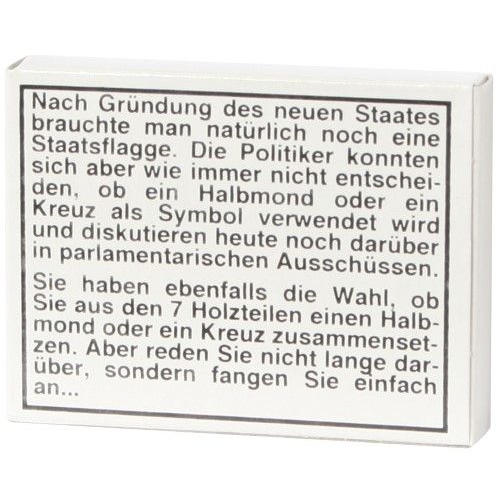 Nach Gründung des neuen Staates
brauchte man natürlich noch eine
Staatsflagge. Die Politiker konnten
sich aber wie immer nicht entschei-
den, ob ein Halbmond oder ein
Kreuz als Symbol verwendet wird
und diskutieren heute noch darüber
in parlamentarischen Ausschüssen.
Sie haben ebenfalls die Wahl, ob
Sie aus den 7 Holzteilen einen Halb-
mond oder ein Kreuz zusammenset-
zen. Aber reden Sie nicht lange dar-
über, sondern fangen Sie einfach
an...